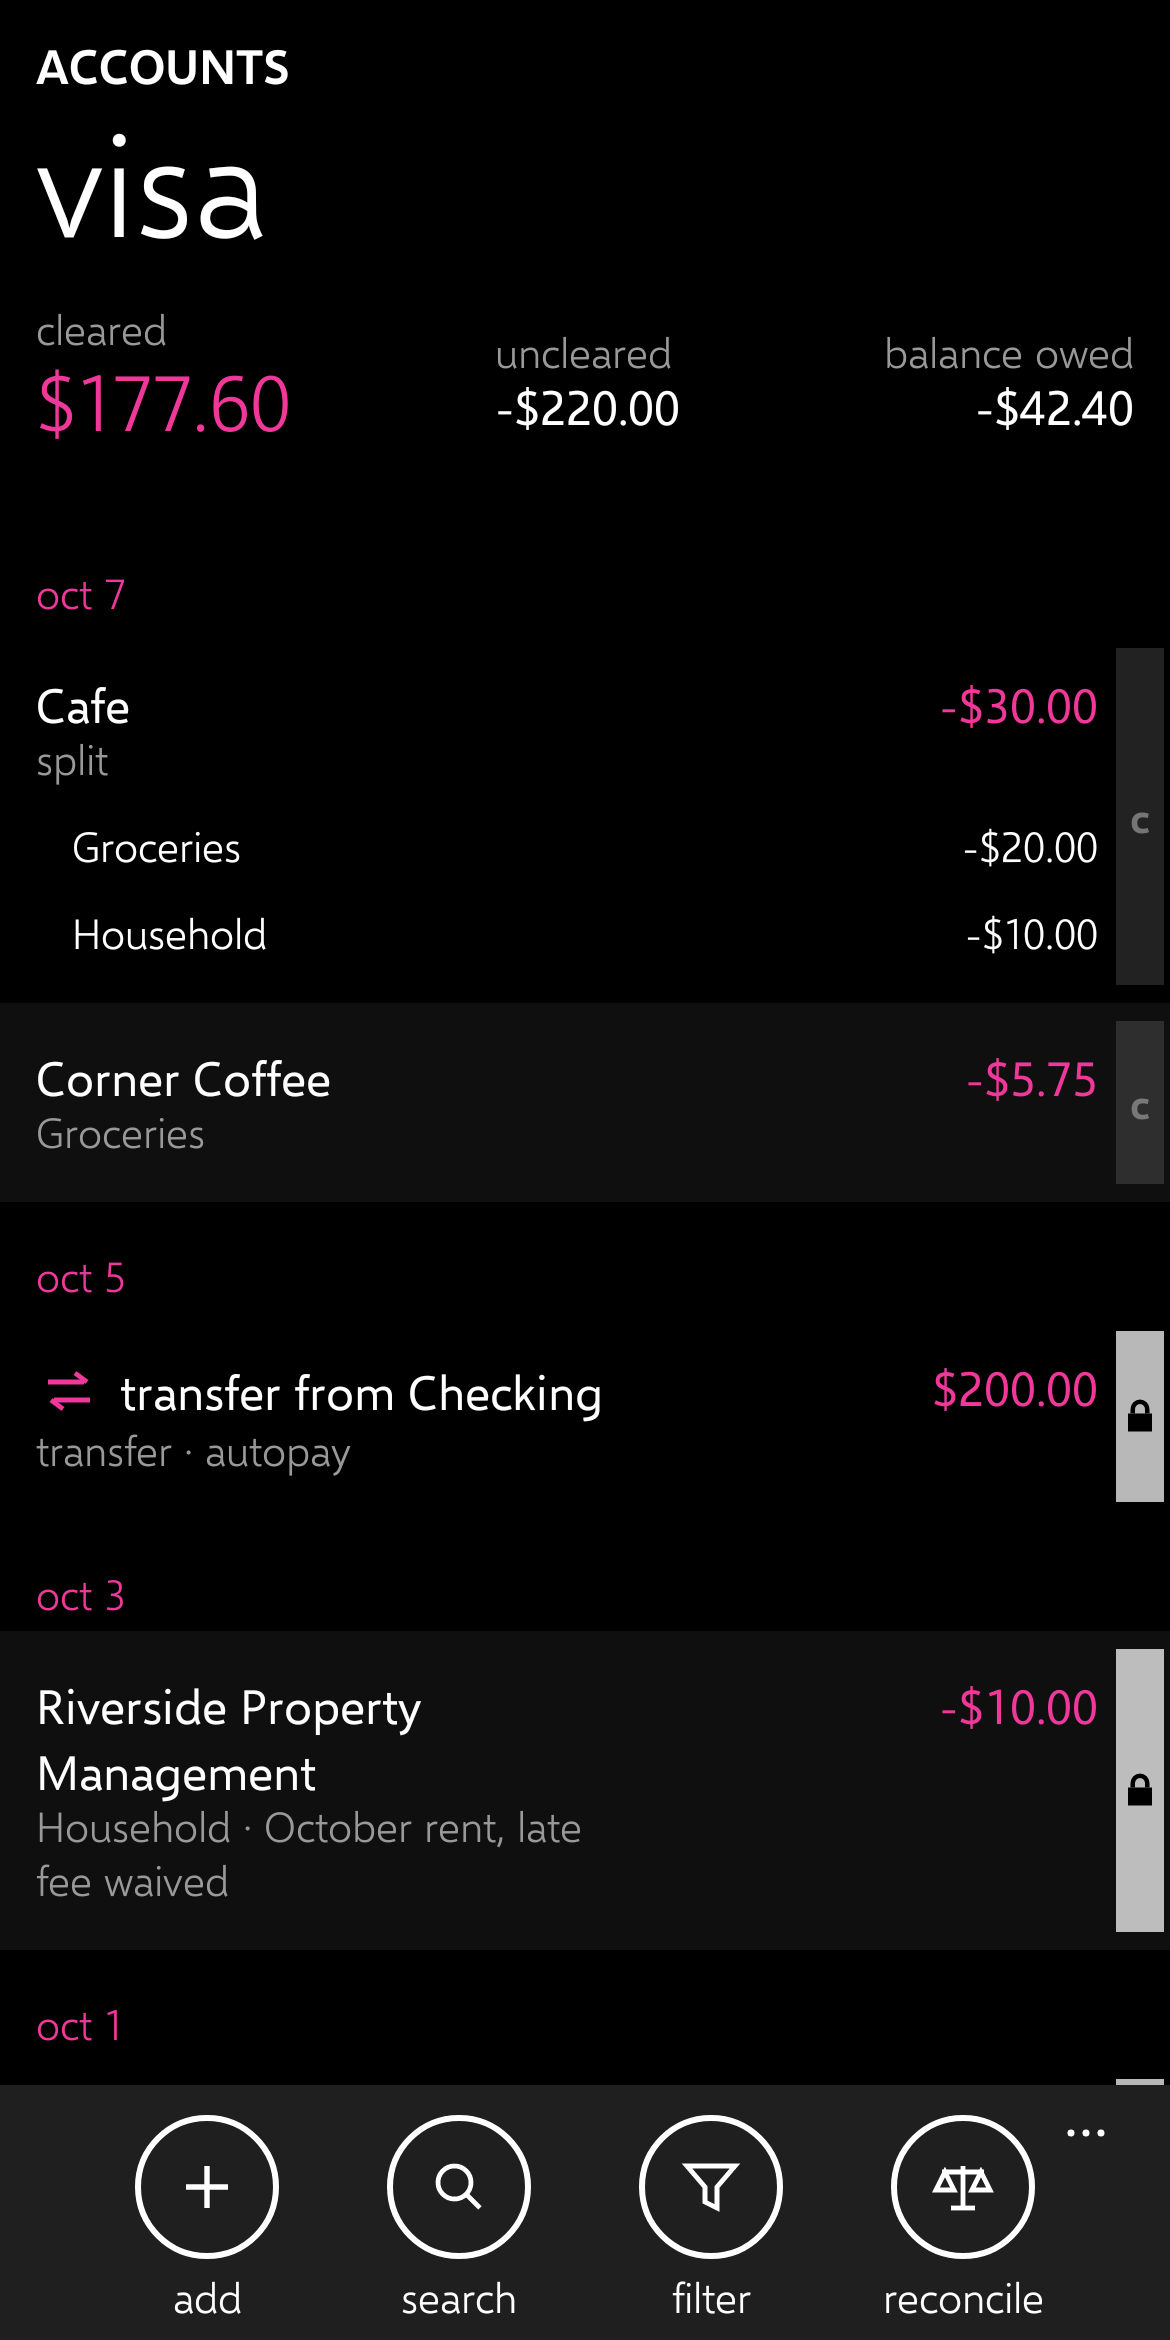 ACCOUNTS
visa
cleared
$177.60
uncleared
-$220.00
balance owed
-$42.40
oct 7
Cafe -$30.00
split
Groceries -$20.00
Household -$10.00
c
Corner Coffee -$5.75
Groceries
c
oct 5
transfer from Checking $200.00
transfer · autopay
oct 3
Riverside Property -$10.00
Management
Household · October rent, late
fee waived
oct 1
...
add search filter reconcile